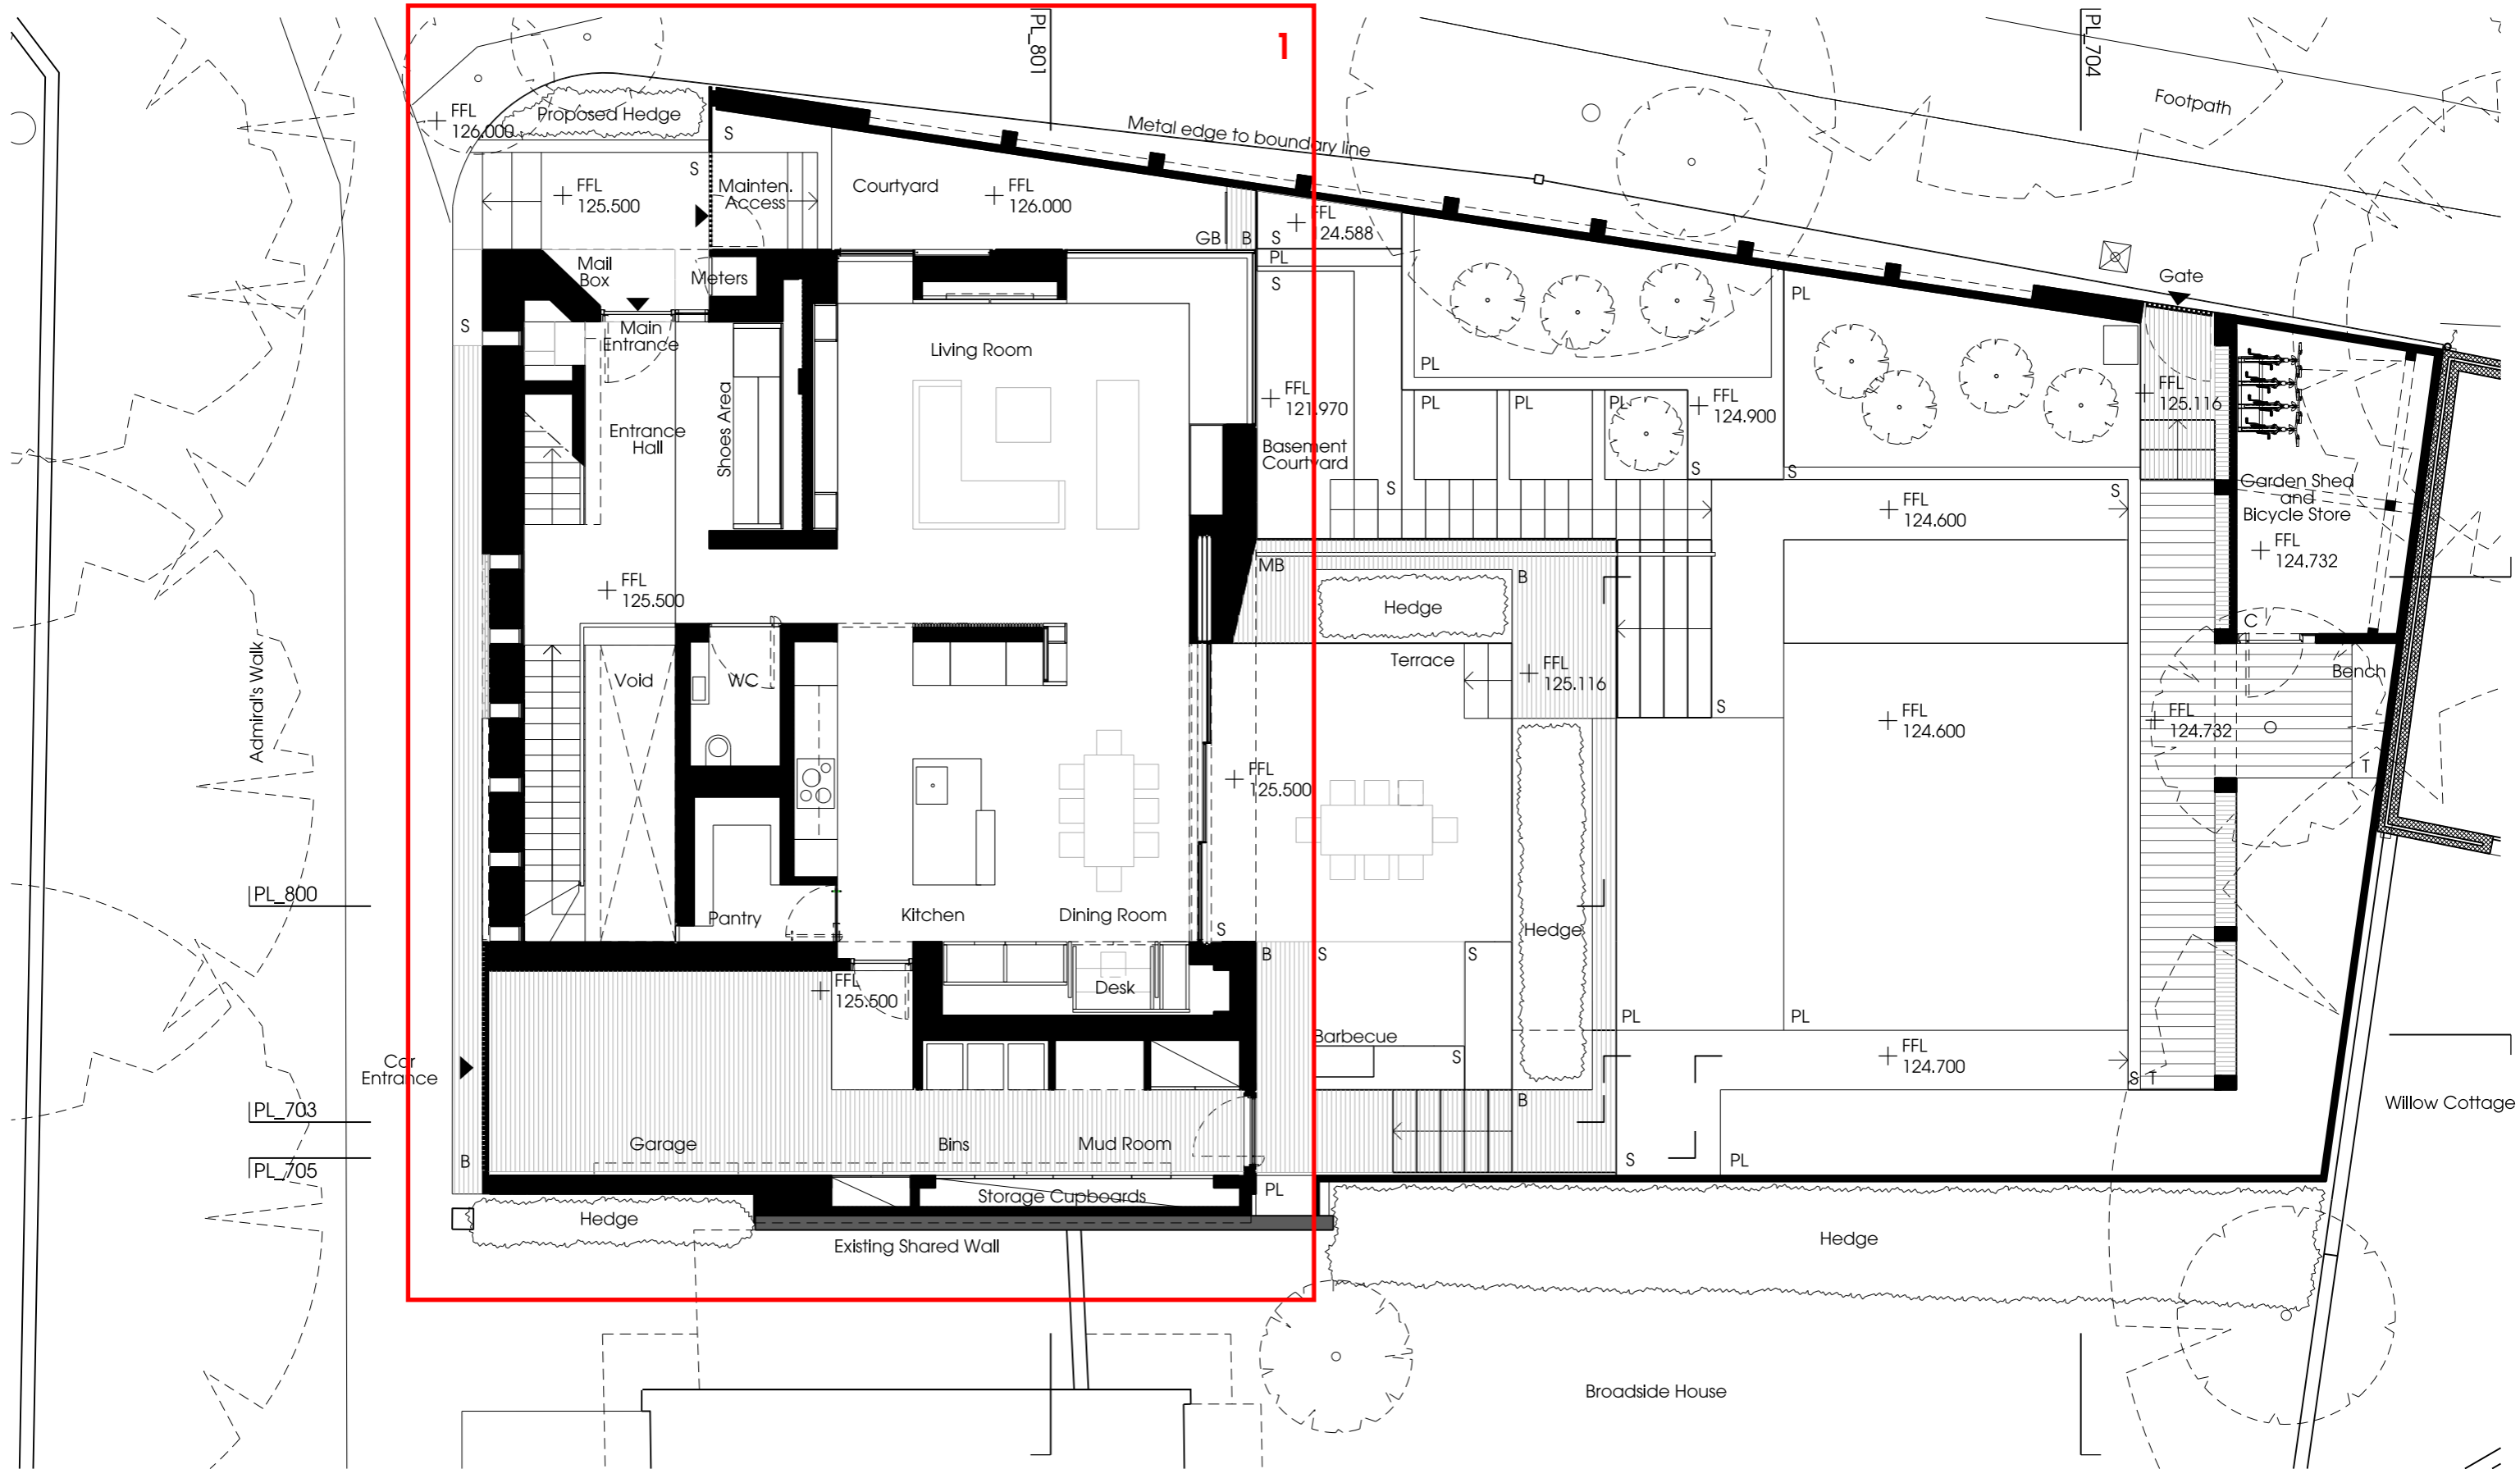 1
PL_801
PL_704
Footpath
FFL
126.000
Proposed Hedge
S
Metal edge to boundary line
S
FFL
125.500
Mainten.
Access
Courtyard
FFL
126.000
FFL
24.588
GB
B
S
PL
S
Mail
Box
Meters
Gate
PL
S
Main
Entrance
Living Room
PL
FFL
125.116
FFL
121.970
PL
PL
PL
FFL
124.900
Shoes Area
Entrance
Hall
Basement
Courtyard
S
S
S
Garden Shed
and
Bicycle Store
S
FFL
124.600
FFL
124.732
MB
B
FFL
125.500
Hedge
C
Admiral's Walk
Void
WC
Terrace
FFL
125.116
Bench
S
FFL
124.600
FFL
124.732
T
FFL
125.500
PL_800
Pantry
Kitchen
Dining Room
S
Hedge
B
S
S
FFL
125.500
Desk
PL
PL
Barbecue
S
FFL
124.700
Car
Entrance
S
T
B
PL_703
Willow Cottage
Garage
Bins
Mud Room
B
S
PL
PL_705
Storage Cupboards
PL
Hedge
Existing Shared Wall
Hedge
Broadside House